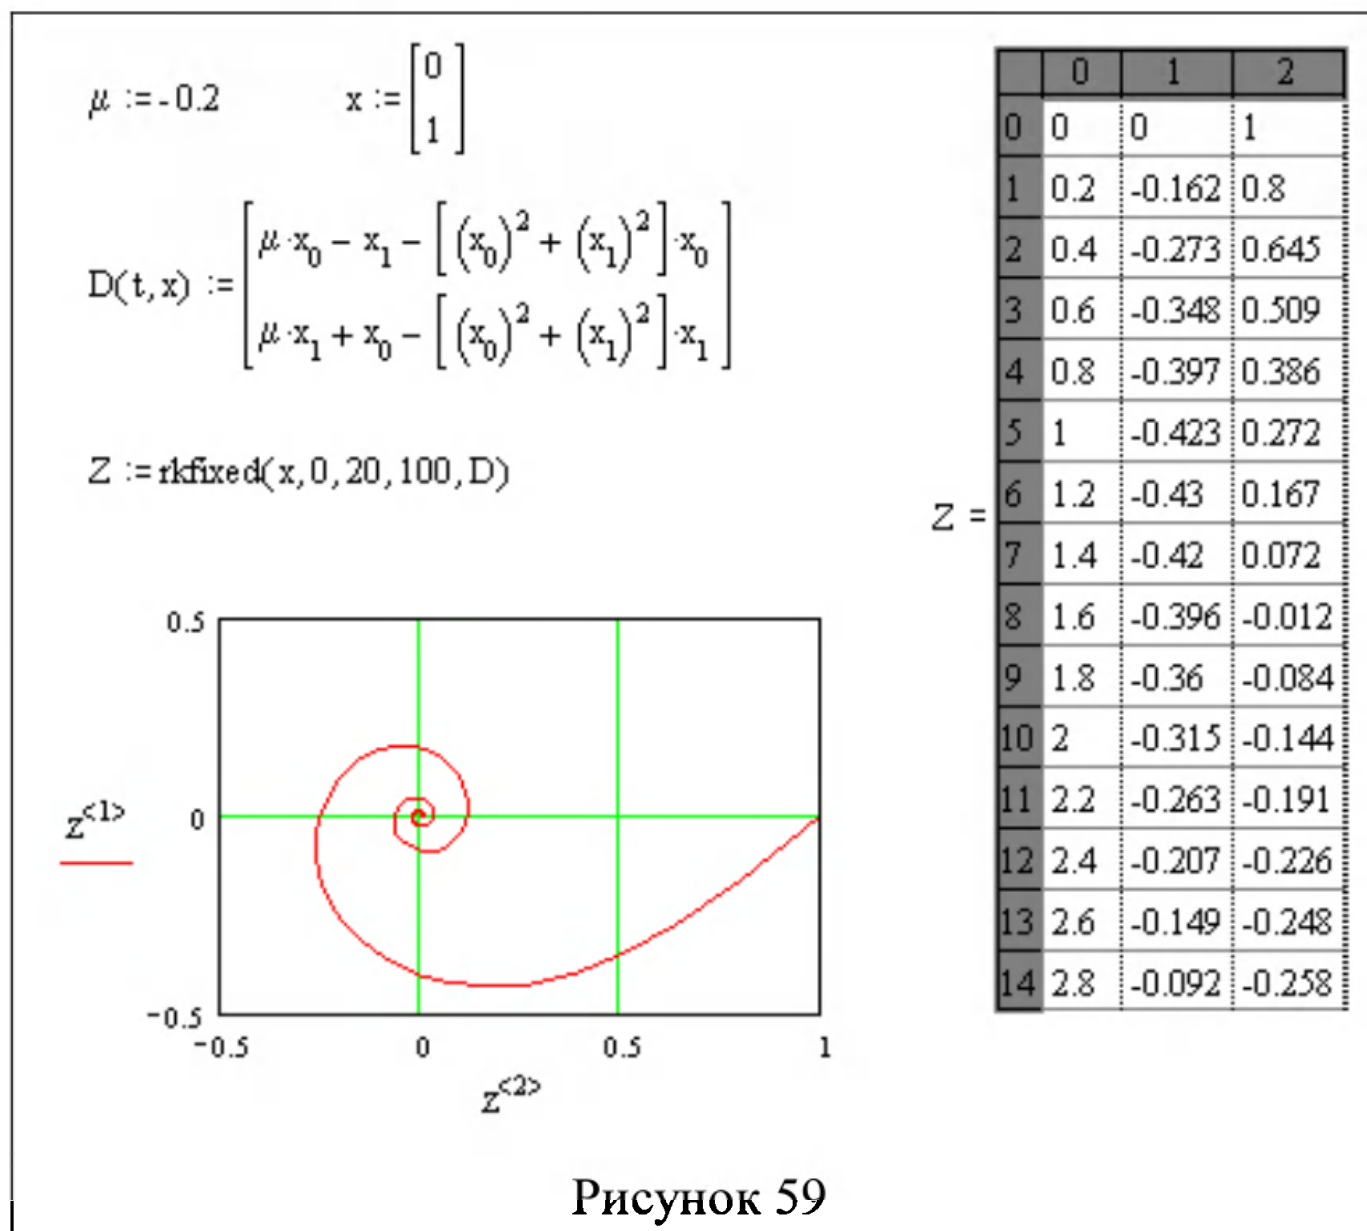 μ := -0.2 x := [0 1]
D(t,x) := [μ·x₀ − x₁ − [(x₀)² + (x₁)²]·x₀
μ·x₁ + x₀ − [(x₀)² + (x₁)²]·x₁]
Z := rkfixed(x,0,20,100,D)
0.5
0
-0.5
Z<1>
-0.5 0 0.5 1
Z<2>
Z =
0 1 2
0 0 0 1
1 0.2 -0.162 0.8
2 0.4 -0.273 0.645
3 0.6 -0.348 0.509
4 0.8 -0.397 0.386
5 1 -0.423 0.272
6 1.2 -0.43 0.167
7 1.4 -0.42 0.072
8 1.6 -0.396 -0.012
9 1.8 -0.36 -0.084
10 2 -0.315 -0.144
11 2.2 -0.263 -0.191
12 2.4 -0.207 -0.226
13 2.6 -0.149 -0.248
14 2.8 -0.092 -0.258
Рисунок 59